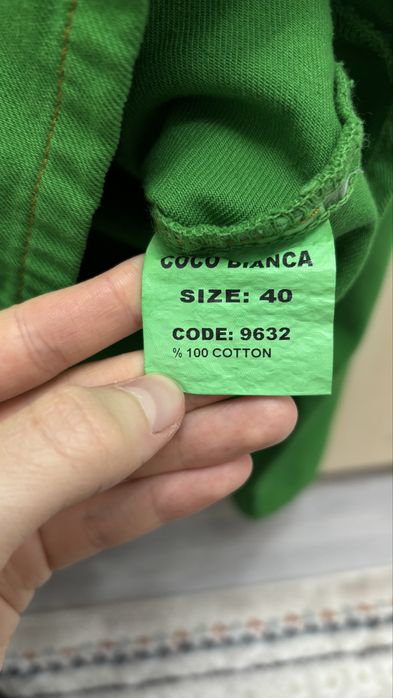 COCO BIANCA
SIZE: 40
CODE: 9632
% 100 COTTON